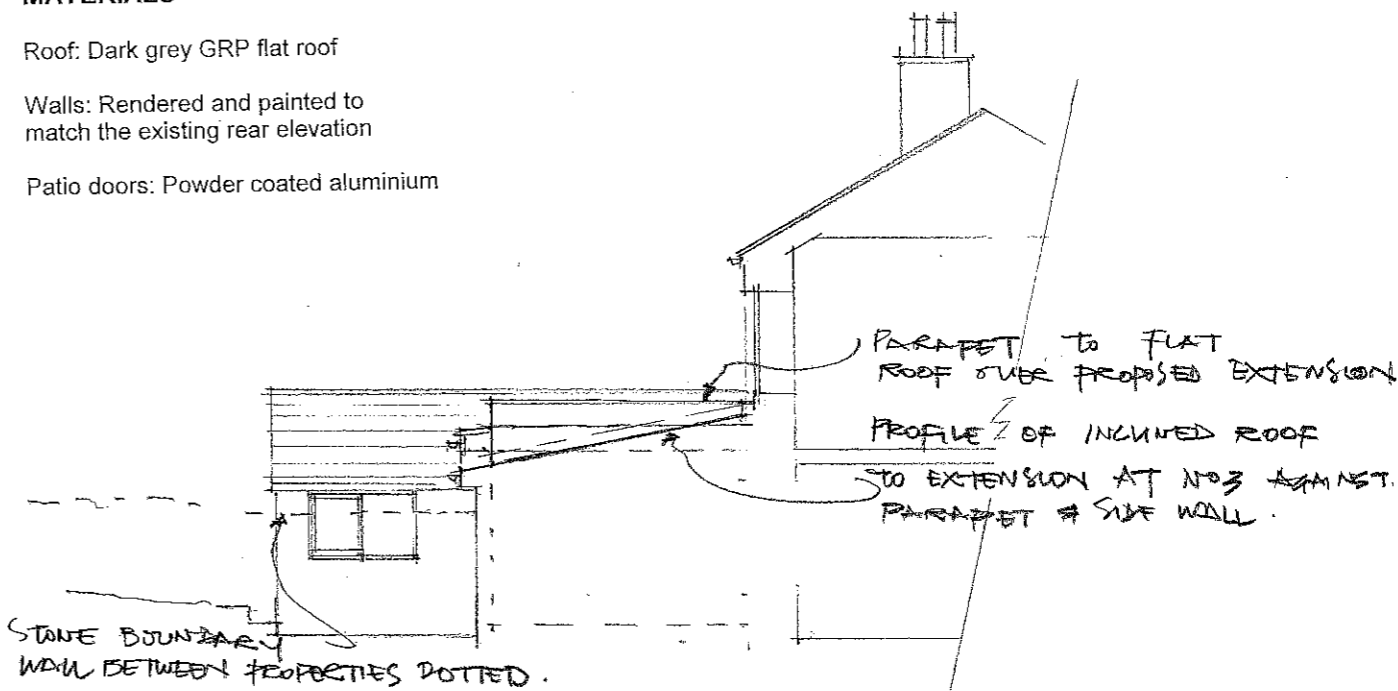 MATERIALS
Roof: Dark grey GRP flat roof
Walls: Rendered and painted to
match the existing rear elevation
Patio doors: Powder coated aluminium
PARAPET TO FLAT
ROOF OVER PROPOSED EXTENSION
PROFILE OF INCLINED ROOF
TO EXTENSION AT NO3 AGAINST.
PARAPET & SIDE WALL.
STONE BOUNDARY
WALL BETWEEN PROPERTIES DOTTED.